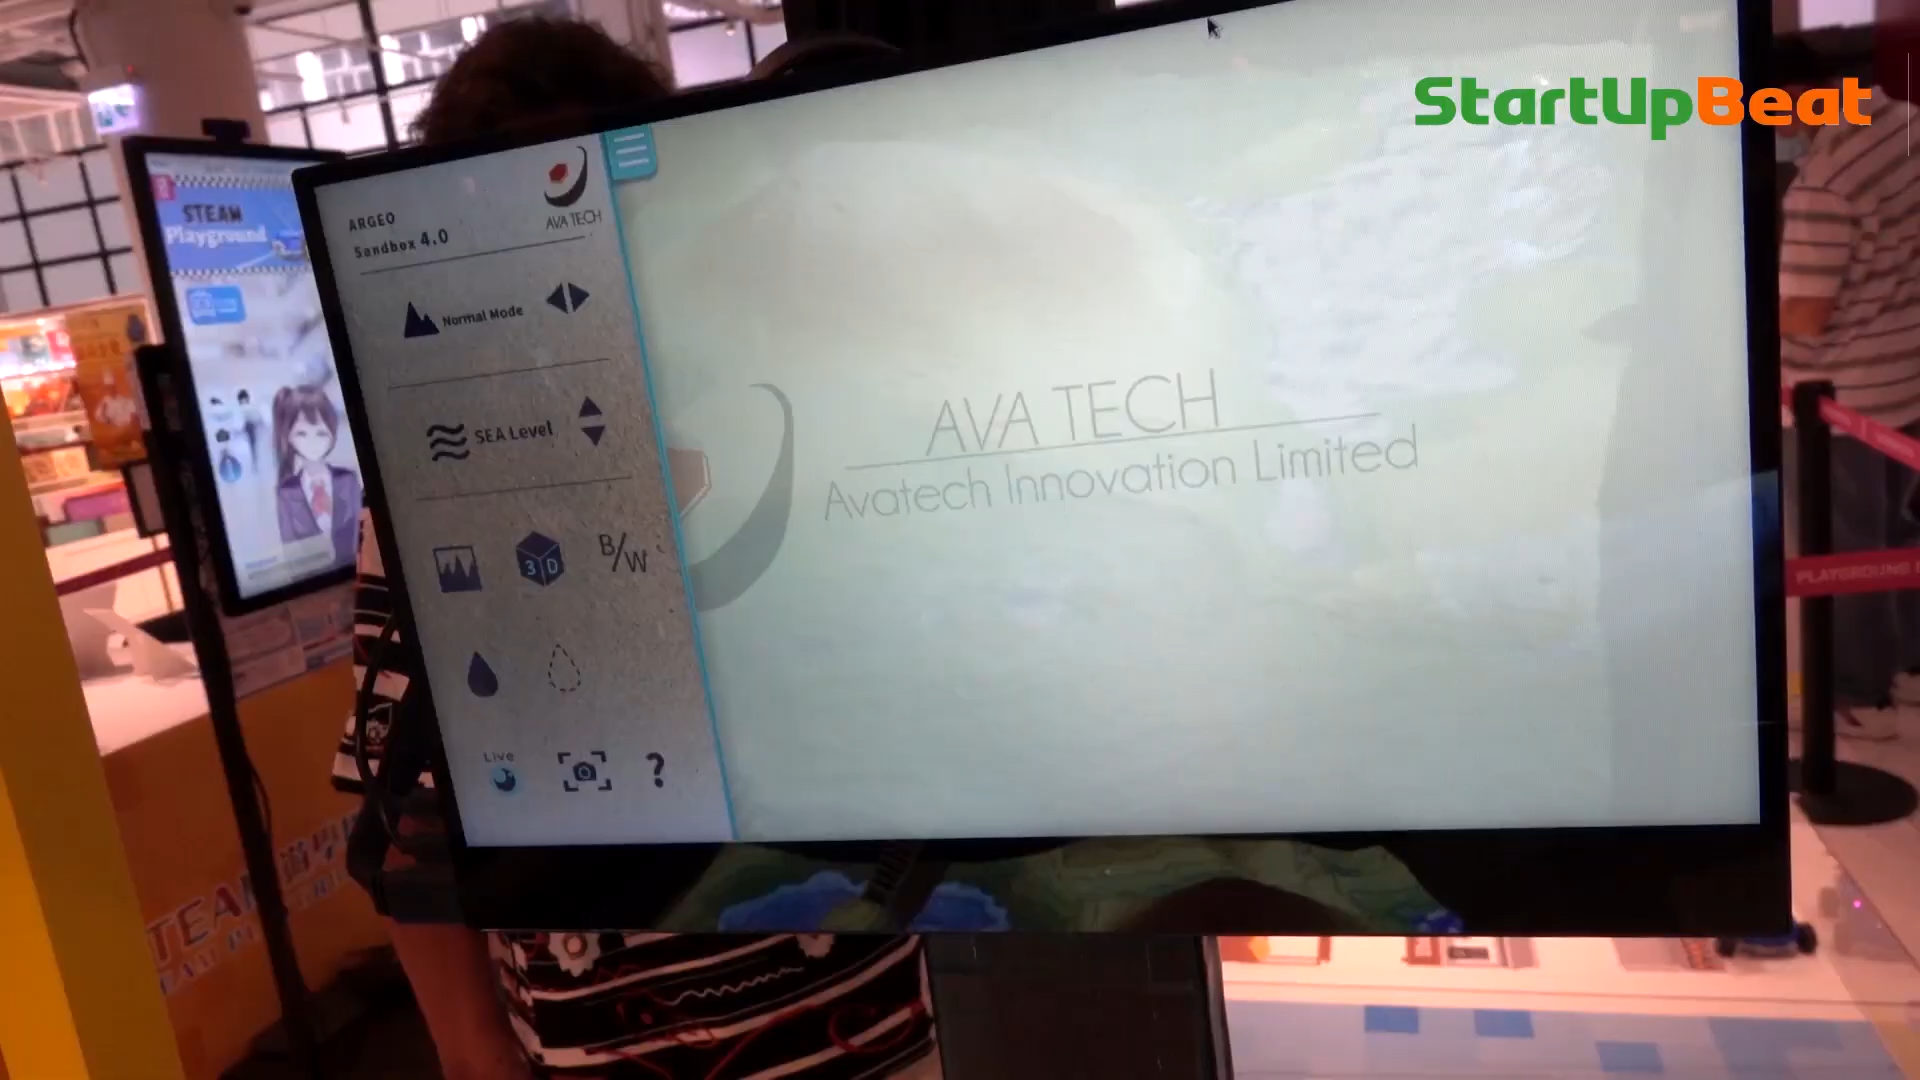 StartUpBeat
STEAM
Playground
ARGEO
Sandbox 4.0
AVA TECH
Normal Mode
SEA Level
3D
B/W
Live
?
AVA TECH
Avatech Innovation Limited
PLAYGROUND